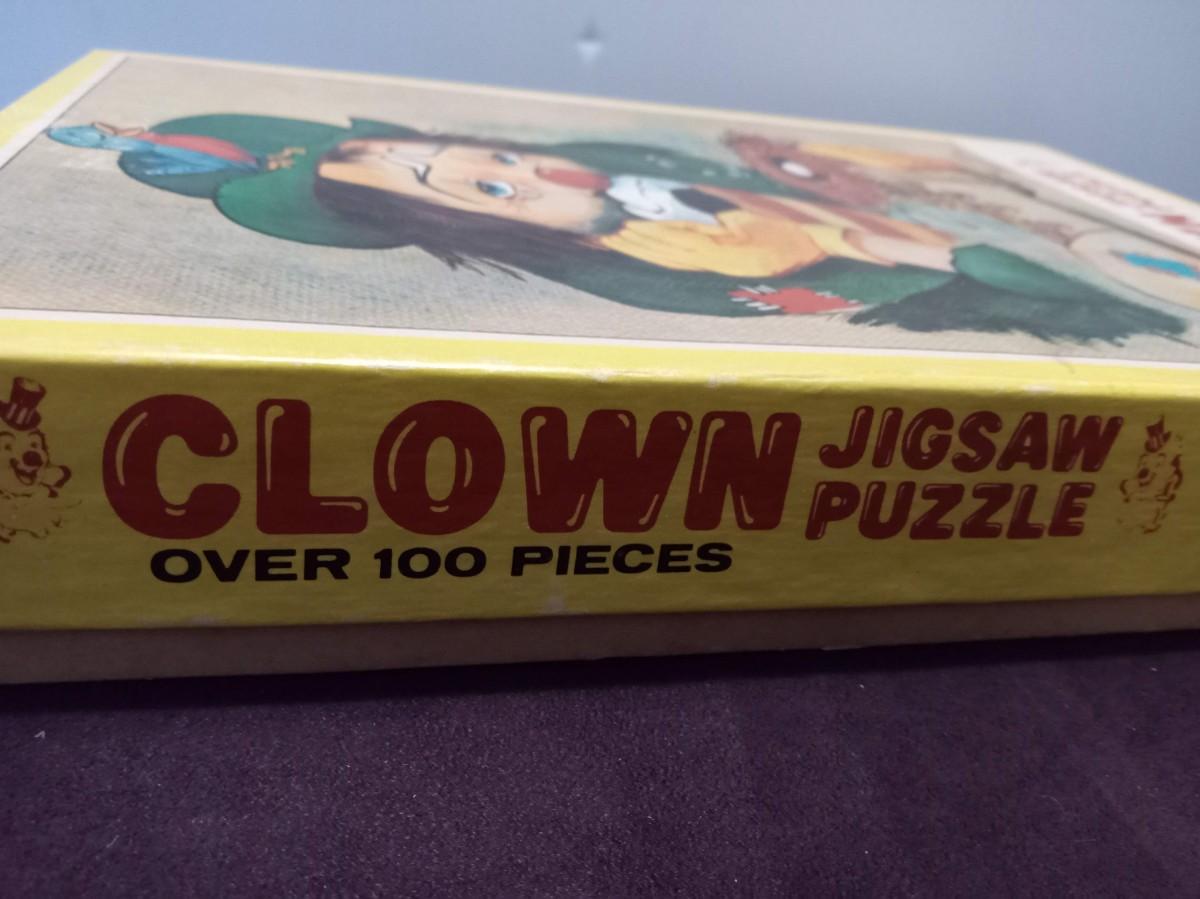 CLOWN
JIGSAW
PUZZLE
OVER 100 PIECES